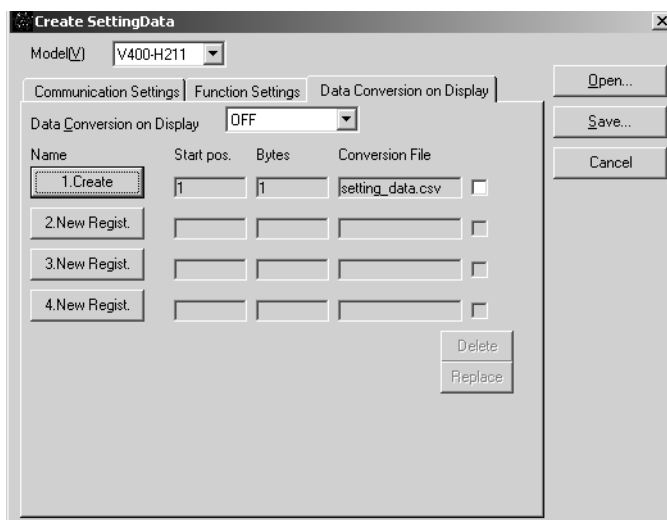 Create SettingData
Model(V) V400-H211
Communication Settings Function Settings Data Conversion on Display
Open...
Data Conversion on Display OFF
Save...
Name Start pos. Bytes Conversion File
Cancel
1.Create 1 1 setting_data.csv
2.New Regist.
3.New Regist.
4.New Regist.
Delete
Replace